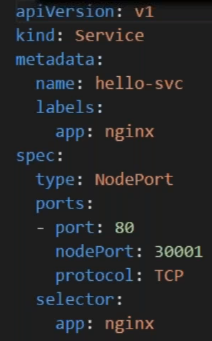 apiVersion: v1
kind: Service
metadata:
  name: hello-svc
  labels:
    app: nginx
spec:
  type: NodePort
  ports:
  - port: 80
    nodePort: 30001
    protocol: TCP
  selector:
    app: nginx